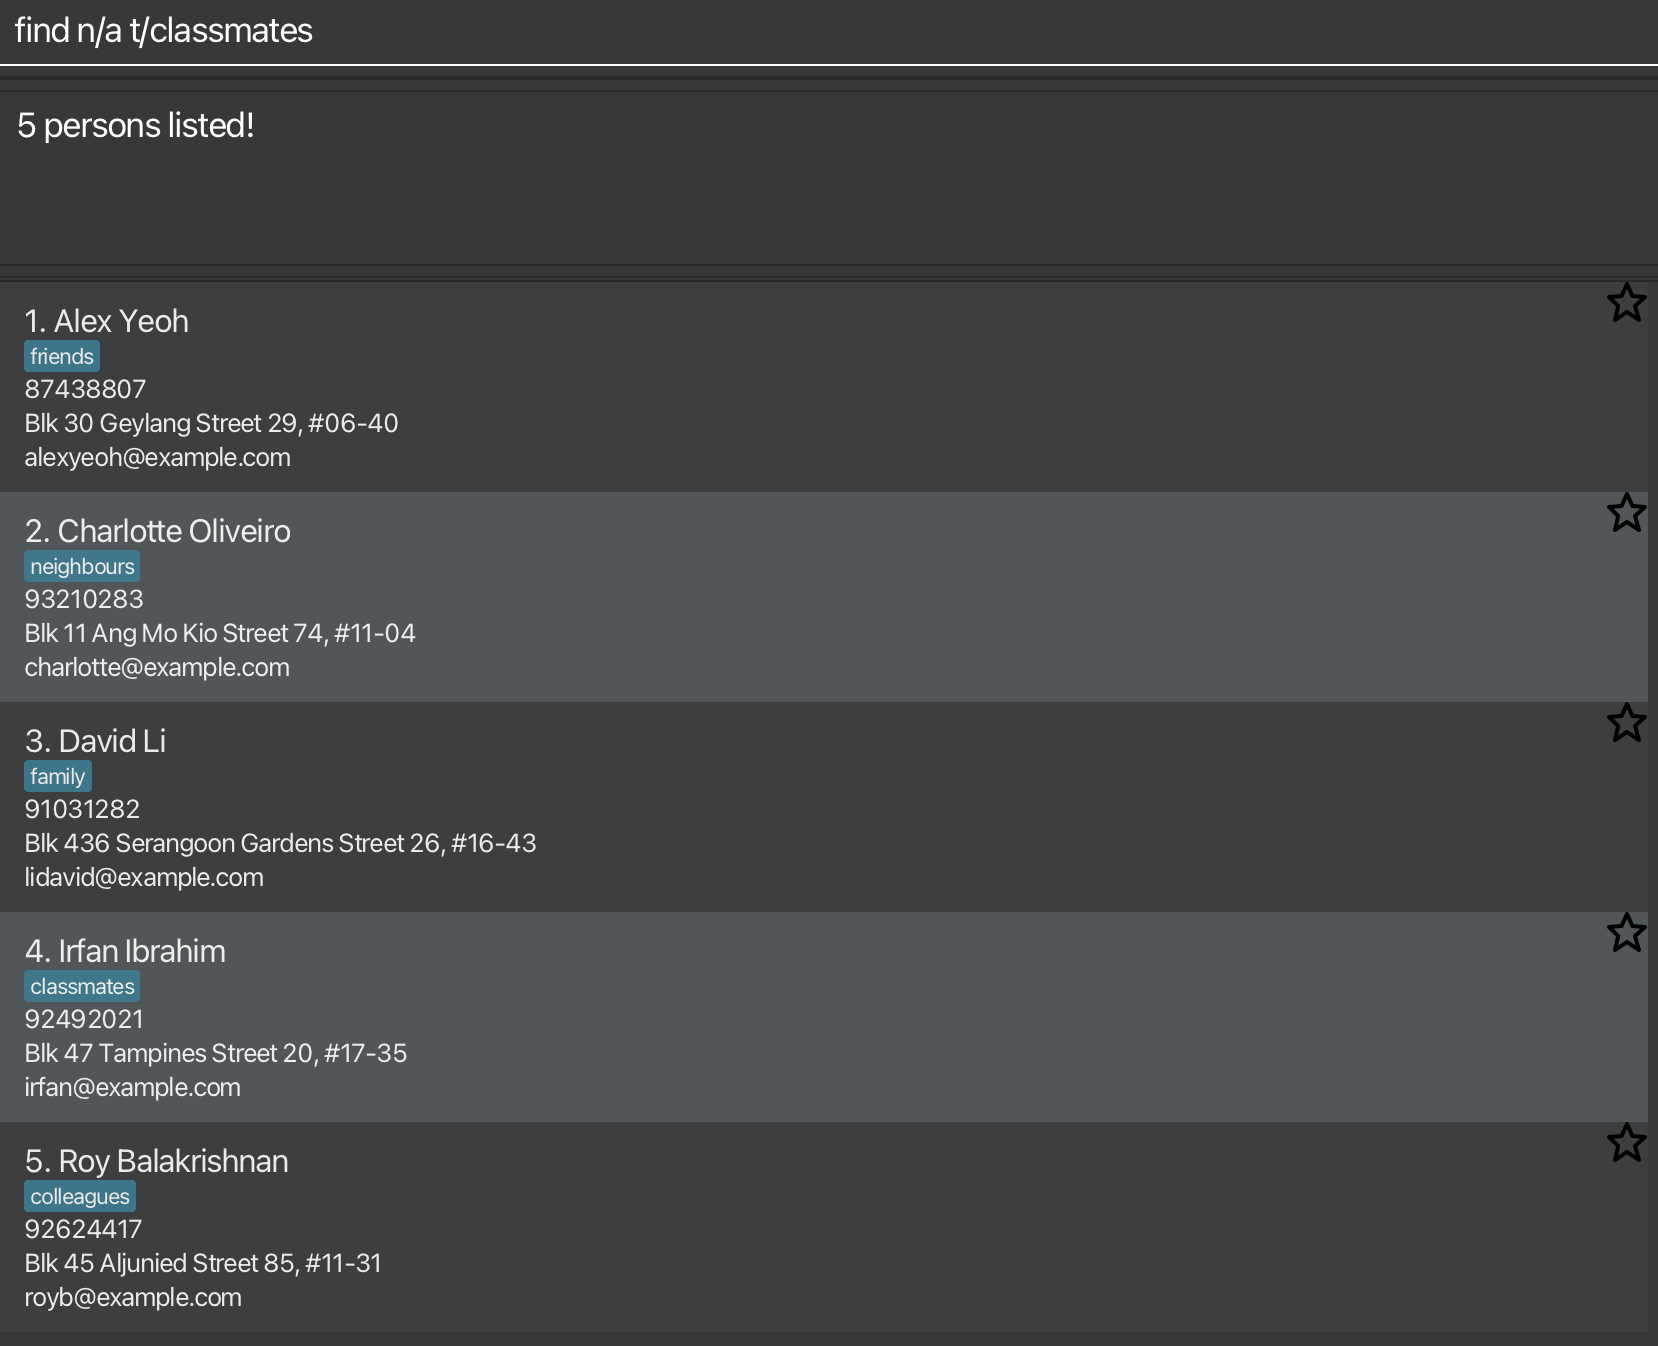 find n/a t/classmates
5 persons listed!
1. Alex Yeoh
friends
87438807
Blk 30 Geylang Street 29, #06-40
alexyeoh@example.com
2. Charlotte Oliveiro
neighbours
93210283
Blk 11 Ang Mo Kio Street 74, #11-04
charlotte@example.com
3. David Li
family
91031282
Blk 436 Serangoon Gardens Street 26, #16-43
lidavid@example.com
4. Irfan Ibrahim
classmates
92492021
Blk 47 Tampines Street 20, #17-35
irfan@example.com
5. Roy Balakrishnan
colleagues
92624417
Blk 45 Aljunied Street 85, #11-31
royb@example.com